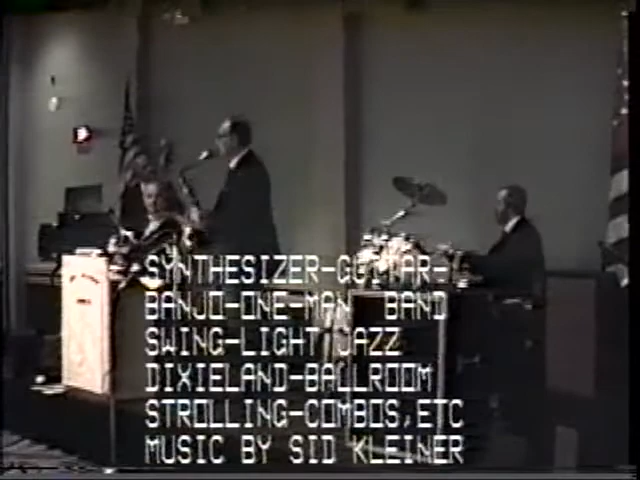 SYNTHESIZER-GUITAR-
BANJO-ONE-MAN BAND
SWING-LIGHT JAZZ
DIXIELAND-BALLROOM
STROLLING-COMBOS,ETC
MUSIC BY SID KLEINER